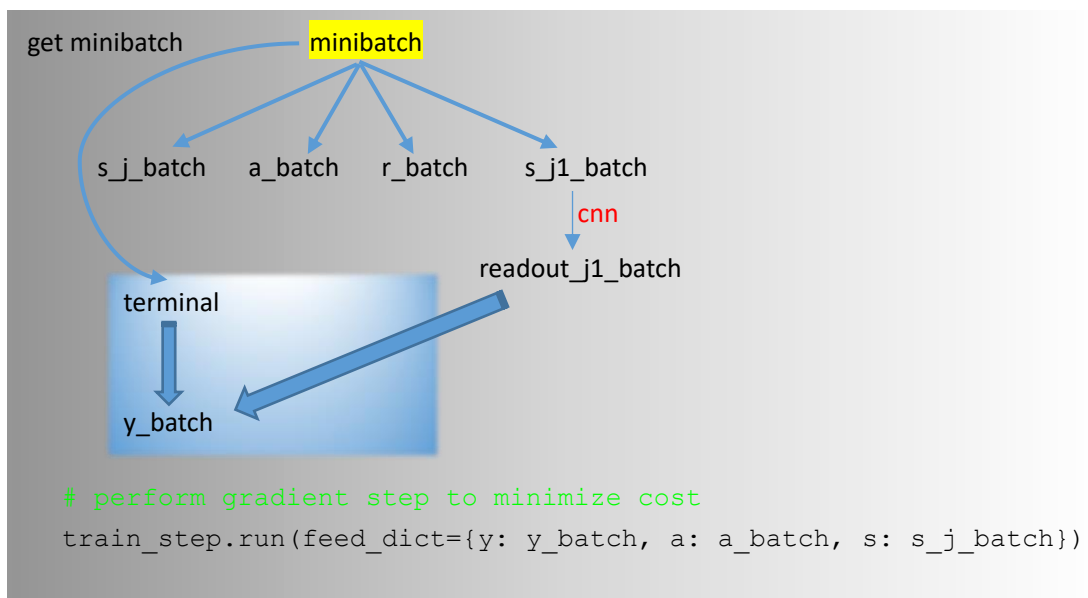 get minibatch minibatch
s_j_batch a_batch r_batch s_j1_batch
cnn
readout_j1_batch
terminal
y_batch
# perform gradient step to minimize cost
train_step.run(feed_dict={y: y_batch, a: a_batch, s: s_j_batch})